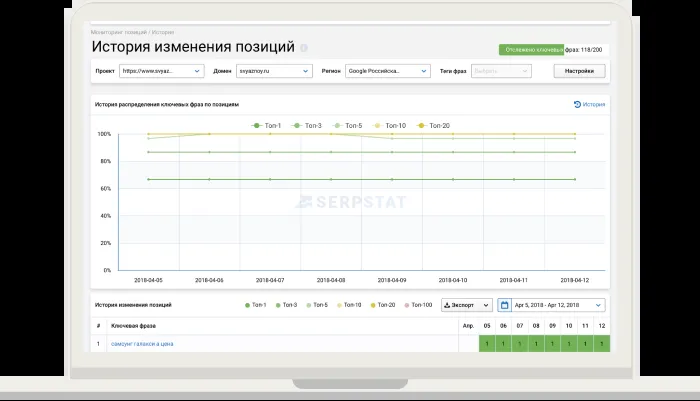 Мониторинг позиций / История
История изменения позиций
Отслежено ключевых фраз: 118/200
Проект https://www.svyaz... Домен svyaznoy.ru Регион Google Российска... Теги фраз Выбрать Настройки
История распределения ключевых фраз по позициям История
Топ-1 Топ-3 Топ-5 Топ-10 Топ-20
100%
80%
60%
SERPSTAT
40%
20%
0%
2018-04-05 2018-04-06 2018-04-07 2018-04-08 2018-04-09 2018-04-10 2018-04-11 2018-04-12
История изменения позиций Топ-1 Топ-3 Топ-5 Топ-10 Топ-20 Топ-100 Экспорт Apr 5, 2018 - Apr 12, 2018
# Ключевая фраза Апр. 05 06 07 08 09 10 11 12
1 самсунг галакси а цена 1 1 1 1 1 1 1 1